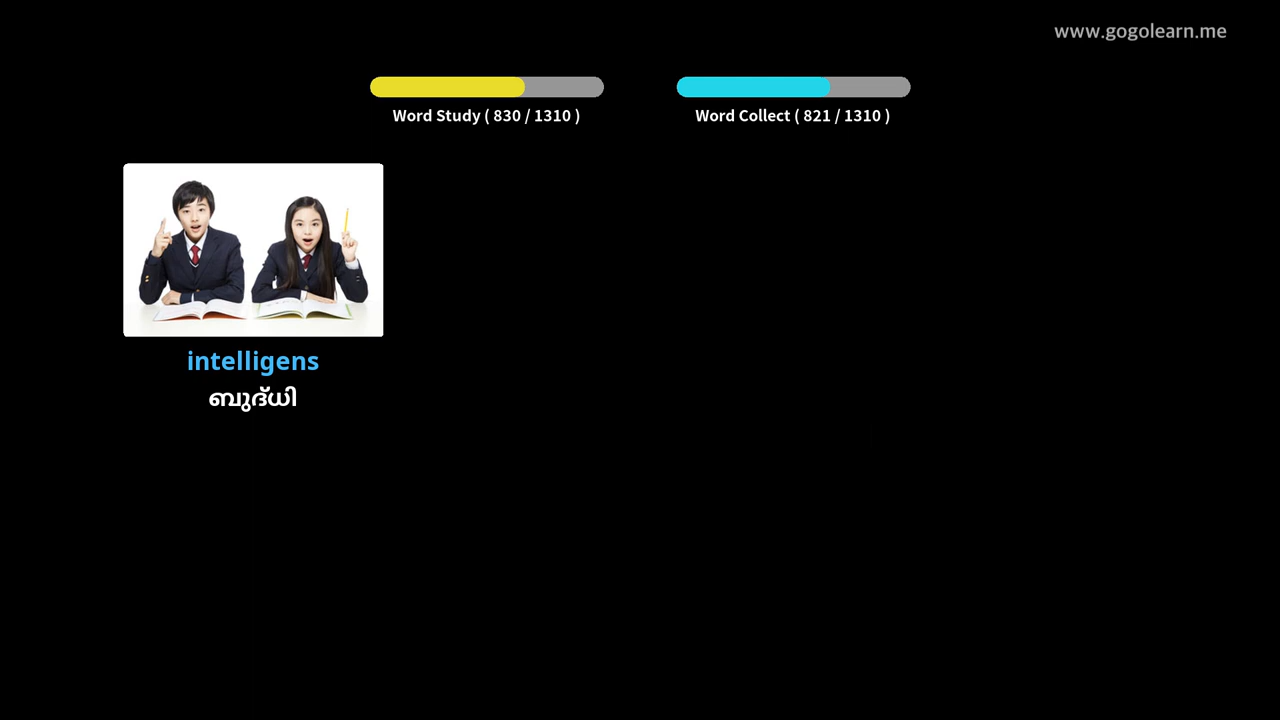 www.gogolearn.me
Word Study ( 830 / 1310 )
Word Collect ( 821 / 1310 )
intelligens
ബുദ്ധി